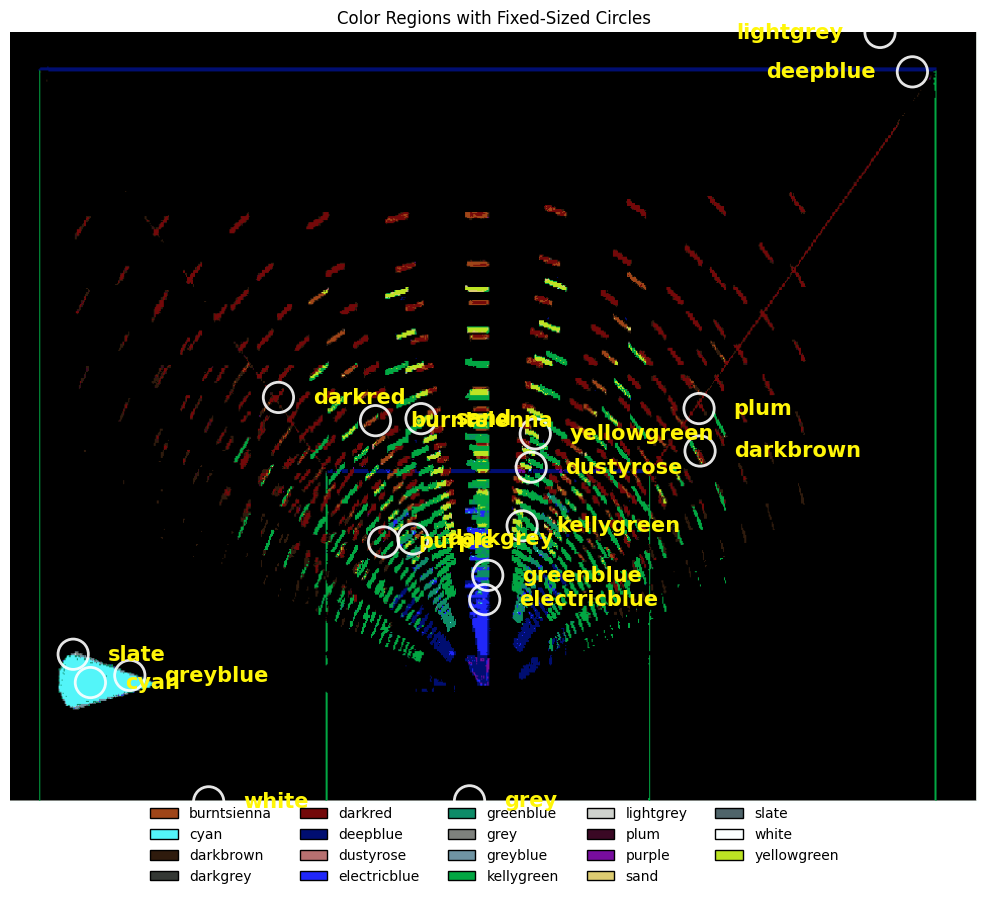 Color Regions with Fixed-Sized Circles
lightgrey
deepblue
darkred
plum
burntsienna
sand
yellowgreen
darkbrown
dustyrose
kellygreen
darkgrey
purple
greenblue
electricblue
slate
greyblue
cyan
white
grey
burntsienna darkred greenblue lightgrey slate
cyan deepblue grey plum white
darkbrown dustyrose greyblue purple yellowgreen
darkgrey electricblue kellygreen sand